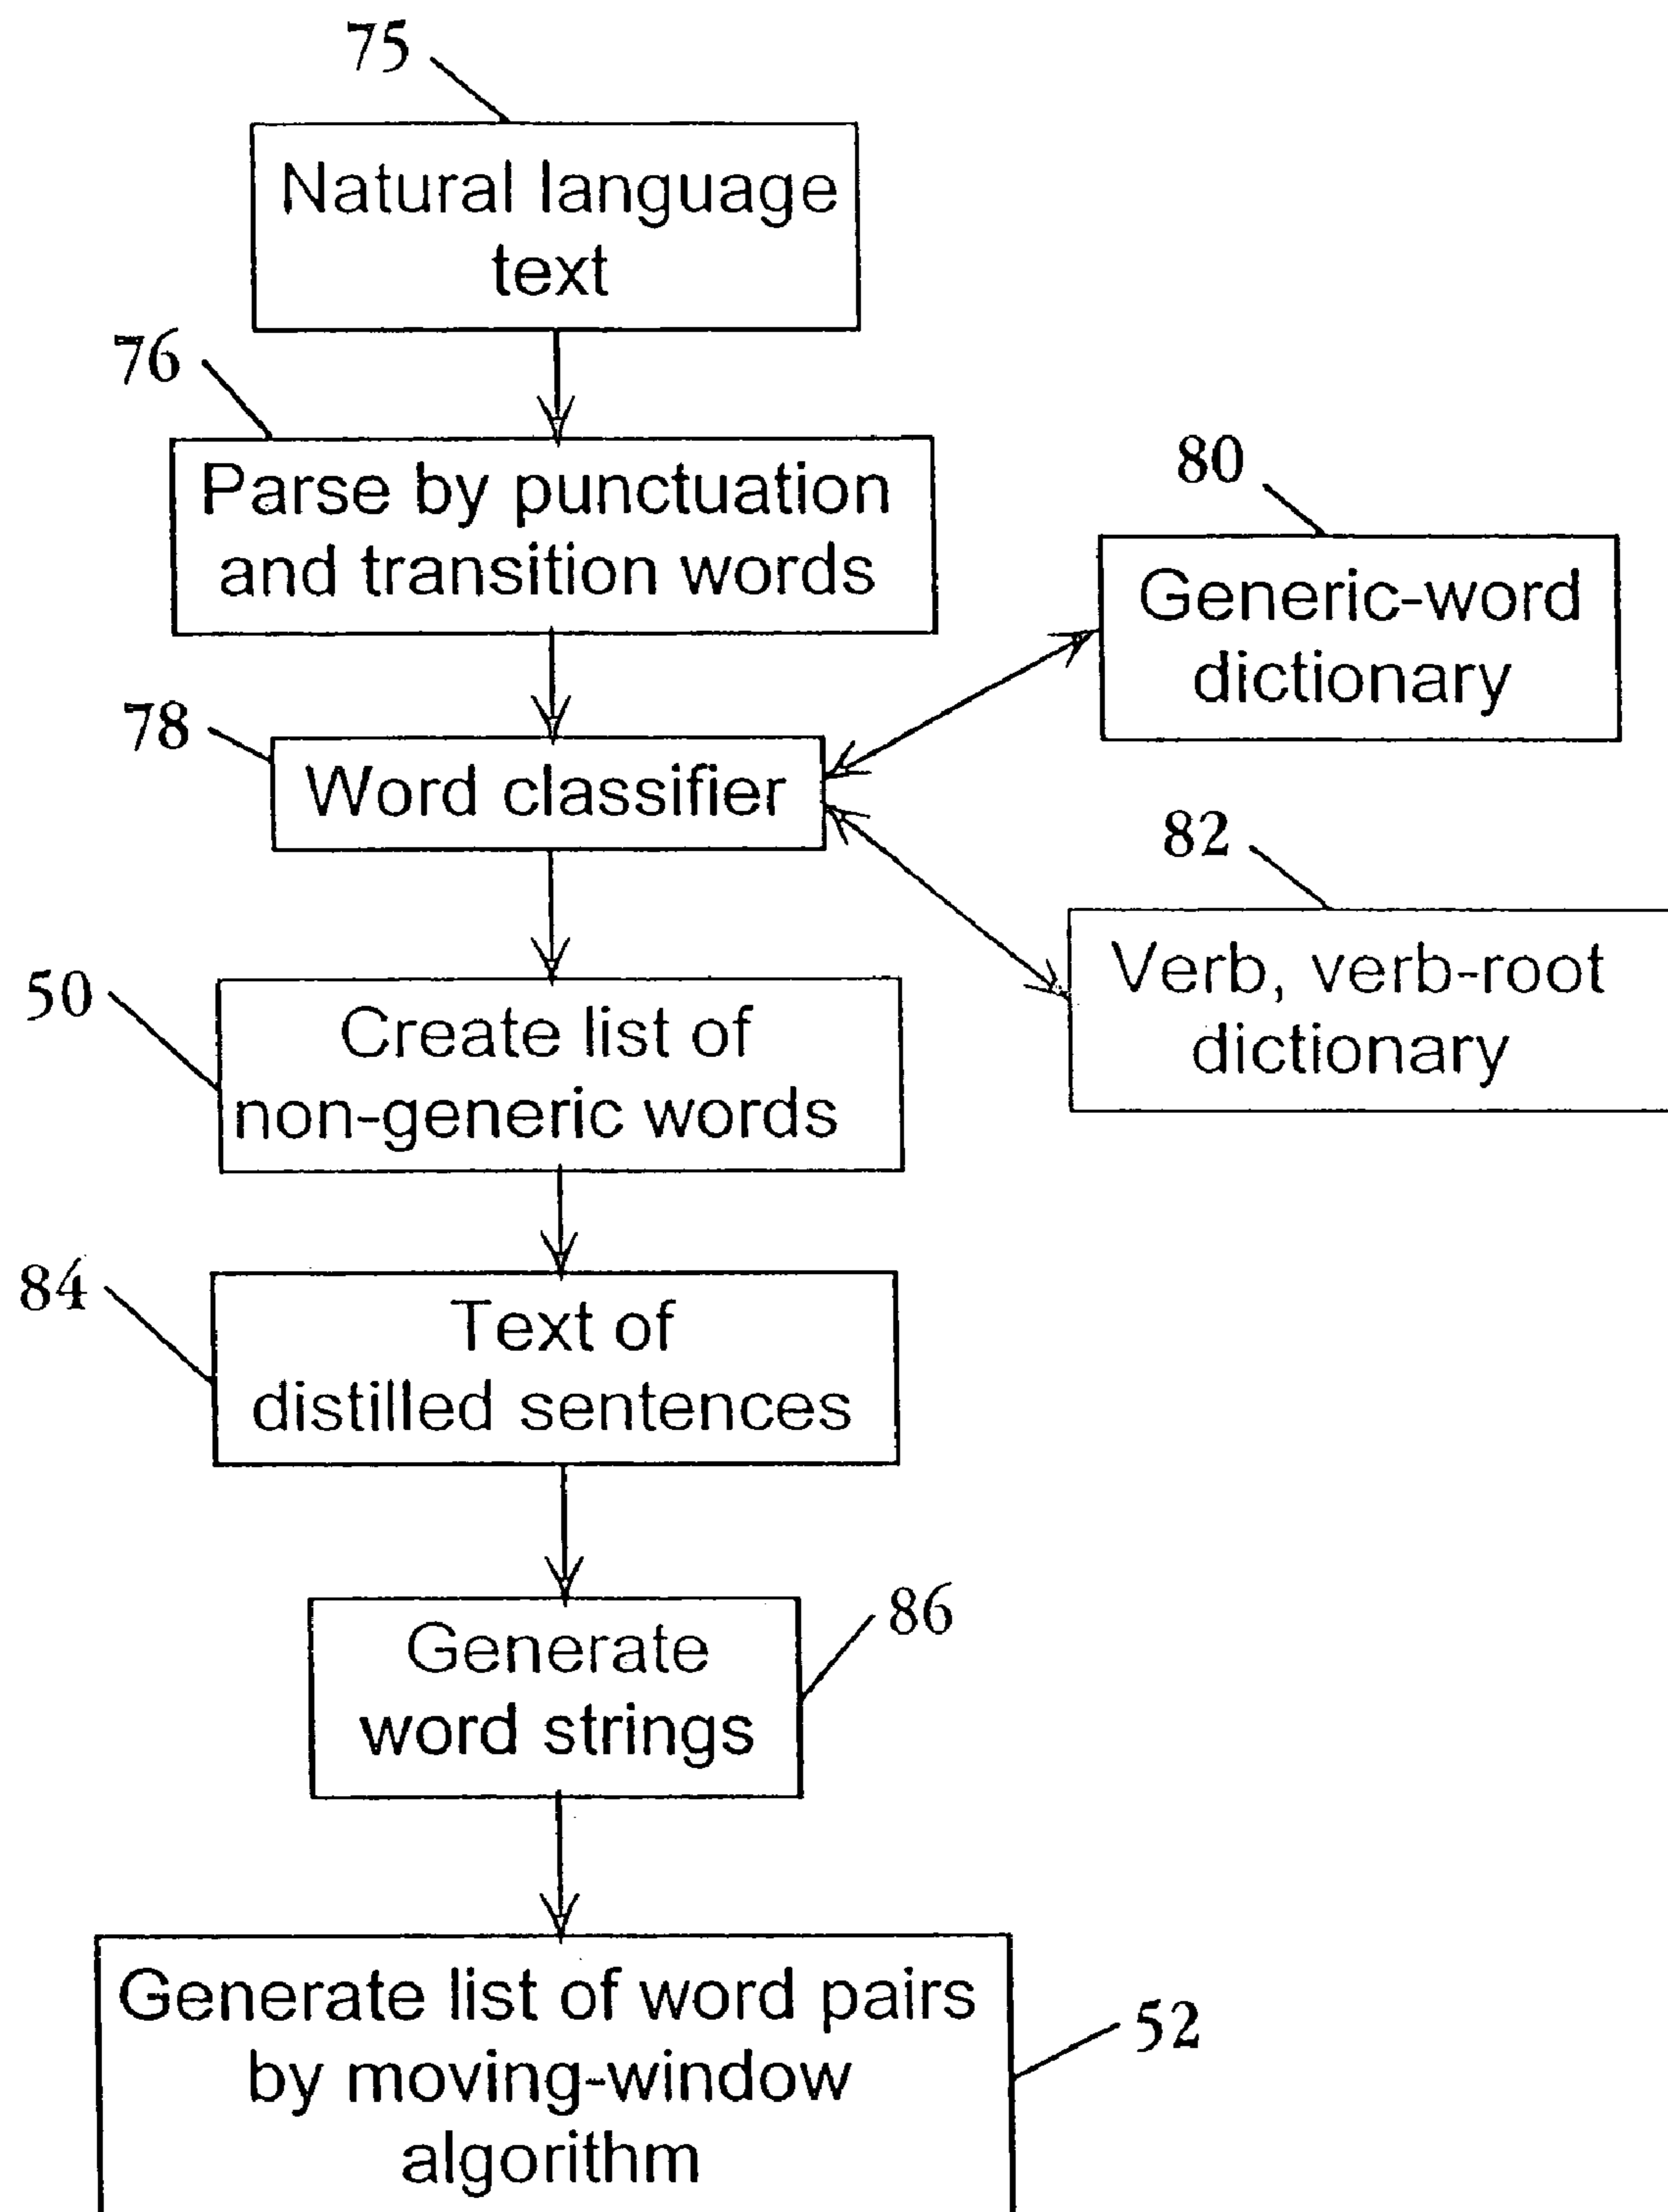 75
Natural language
text
76
Parse by punctuation
and transition words
80
Generic-word
dictionary
78
Word classifier
82
Verb, verb-root
dictionary
50
Create list of
non-generic words
84
Text of
distilled sentences
86
Generate
word strings
52
Generate list of word pairs
by moving-window
algorithm